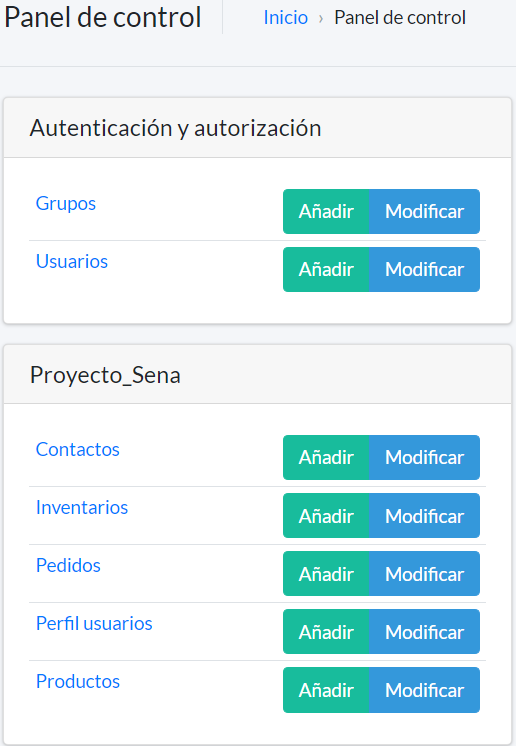 Panel de control Inicio › Panel de control
Autenticación y autorización
Grupos Añadir Modificar
Usuarios Añadir Modificar
Proyecto_Sena
Contactos Añadir Modificar
Inventarios Añadir Modificar
Pedidos Añadir Modificar
Perfil usuarios Añadir Modificar
Productos Añadir Modificar